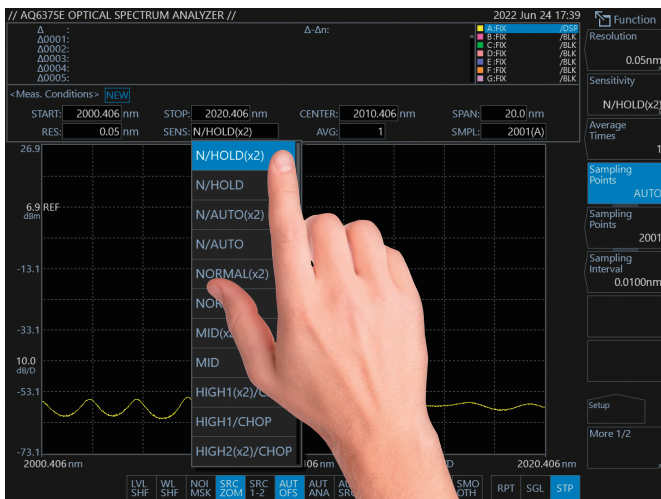 // AQ6375E OPTICAL SPECTRUM ANALYZER //
2022 Jun 24 17:39
Function
Δ :
Δ-Δn:
Δ0001:
Δ0002:
Δ0003:
Δ0004:
Δ0005:
A:FIX /DSP
B:FIX /BLK
C:FIX /BLK
D:FIX /BLK
E:FIX /BLK
F:FIX /BLK
G:FIX /BLK
<Meas. Conditions> NEW
START: 2000.406 nm STOP: 2020.406 nm CENTER: 2010.406 nm SPAN: 20.0 nm
RES: 0.05 nm SENS: N/HOLD(x2) AVG: 1 SMPL: 2001(A)
Resolution
0.05nm
Sensitivity
N/HOLD(x2)
Average
Times
1
Sampling
Points
AUTO
Sampling
Points
2001
Sampling
Interval
0.0100nm
Setup
More 1/2
26.9
6.9 REF
dBm
-13.1
-33.1
10.0
dB/D
-53.1
-73.1
N/HOLD(x2)
N/HOLD
N/AUTO(x2)
N/AUTO
NORMAL(x2)
MID
HIGH1/CHOP
HIGH2(x2)/CHOP
2000.406 nm
2020.406 nm
LVL
SHF
WL
SHF
NOI
MSK
SRC
ZOM
SRC
1-2
AUT
OFS
AUT
ANA
SMO
OTH
RPT
SGL
STP